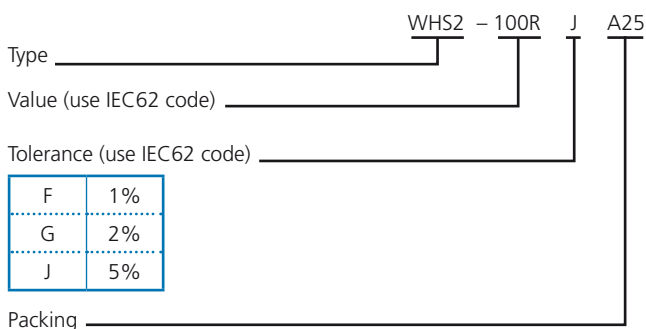 WHS2 – 100R J A25
Type
Value (use IEC62 code)
Tolerance (use IEC62 code)
F 1%
G 2%
J 5%
Packing